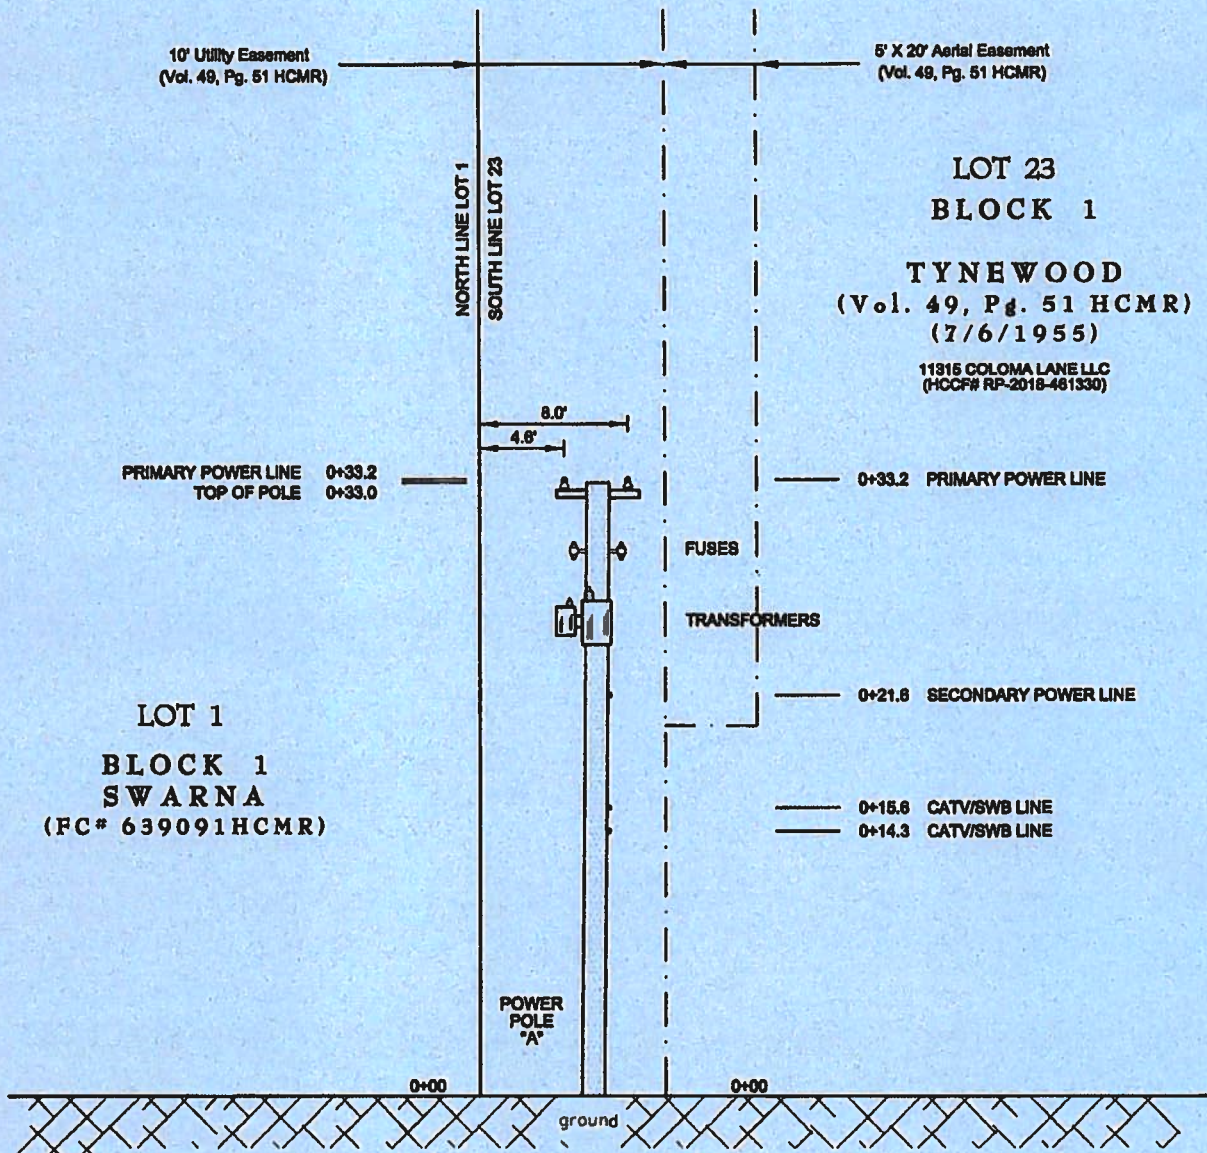 10' Utility Easement
(Vol. 49, Pg. 51 HCMR)
5' X 20' Aerial Easement
(Vol. 49, Pg. 51 HCMR)
NORTH LINE LOT 1
SOUTH LINE LOT 23
LOT 23
BLOCK 1
TYNEWOOD
(Vol. 49, Pg. 51 HCMR)
(7/6/1955)
11315 COLOMA LANE LLC
(HCCF# RP-2018-461330)
8.0'
4.6'
PRIMARY POWER LINE 0+33.2
TOP OF POLE 0+33.0
0+33.2 PRIMARY POWER LINE
FUSES
TRANSFORMERS
0+21.6 SECONDARY POWER LINE
LOT 1
BLOCK 1
SWARNA
(FC# 639091HCMR)
0+15.6 CATV/SWB LINE
0+14.3 CATV/SWB LINE
POWER
POLE
"A"
0+00
0+00
ground